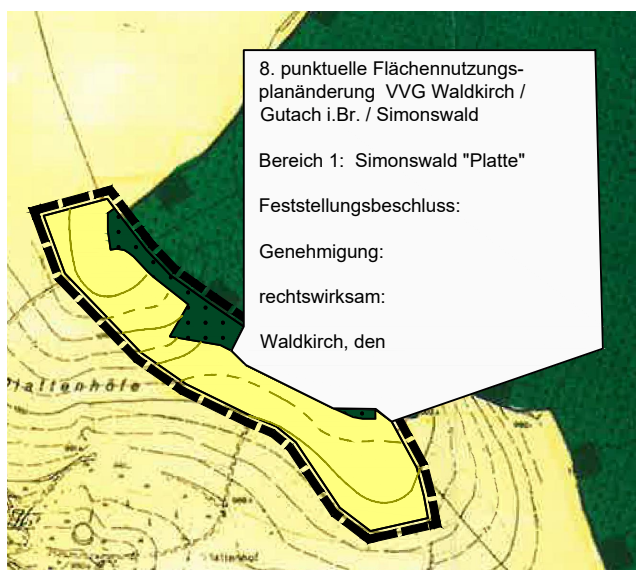 8. punktuelle Flächennutzungs-
planänderung VVG Waldkirch /
Gutach i.Br. / Simonswald
Bereich 1: Simonswald "Platte"
Feststellungsbeschluss:
Genehmigung:
rechtswirksam:
Waldkirch, den
Plattenhöfe
Plattenhof